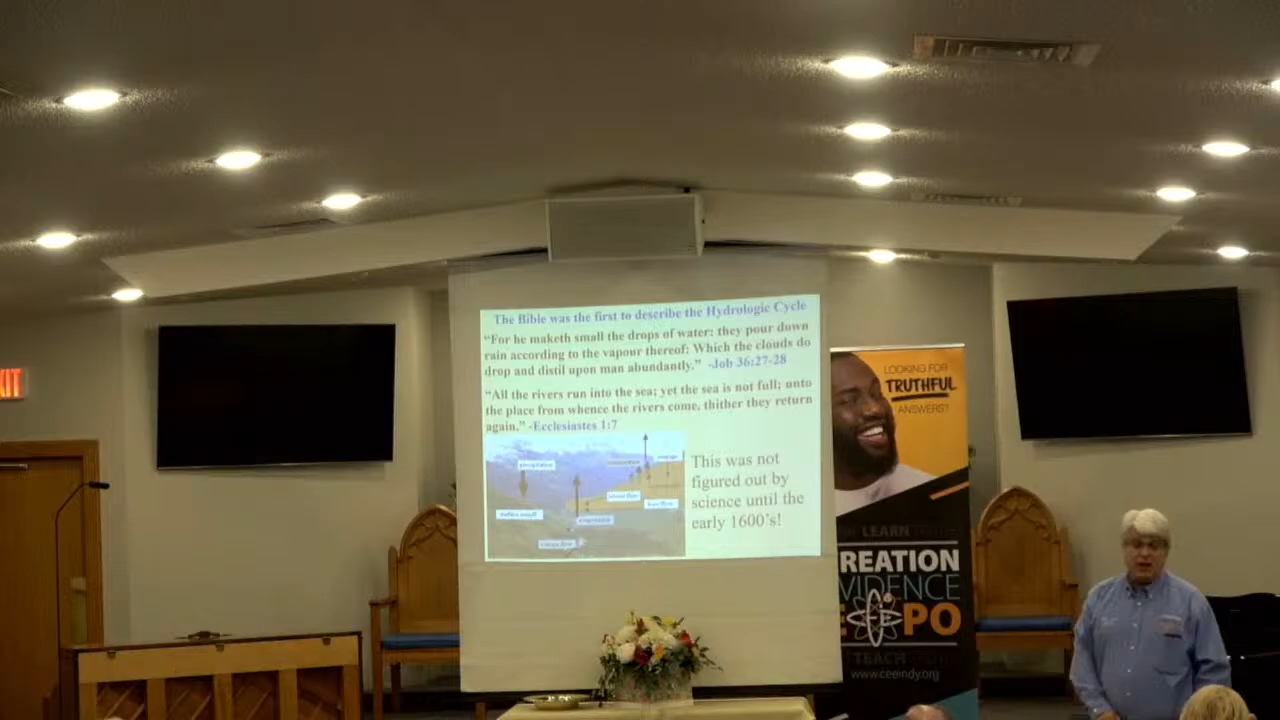 The Bible was the first to describe the Hydrologic Cycle
"For he maketh small the drops of water: they pour down
rain according to the vapour thereof: Which the clouds do
drop and distil upon man abundantly." -Job 36:27-28
"All the rivers run into the sea; yet the sea is not full; unto
the place from whence the rivers come, thither they return
again." -Ecclesiastes 1:7
precipitation
This was not
figured out by
science until the
early 1600's!
LOOKING FOR
TRUTHFUL
ANSWERS?
LEARN
REATION
VIDENCE
E PO
TEACH
www.ceeindy.org
XIT